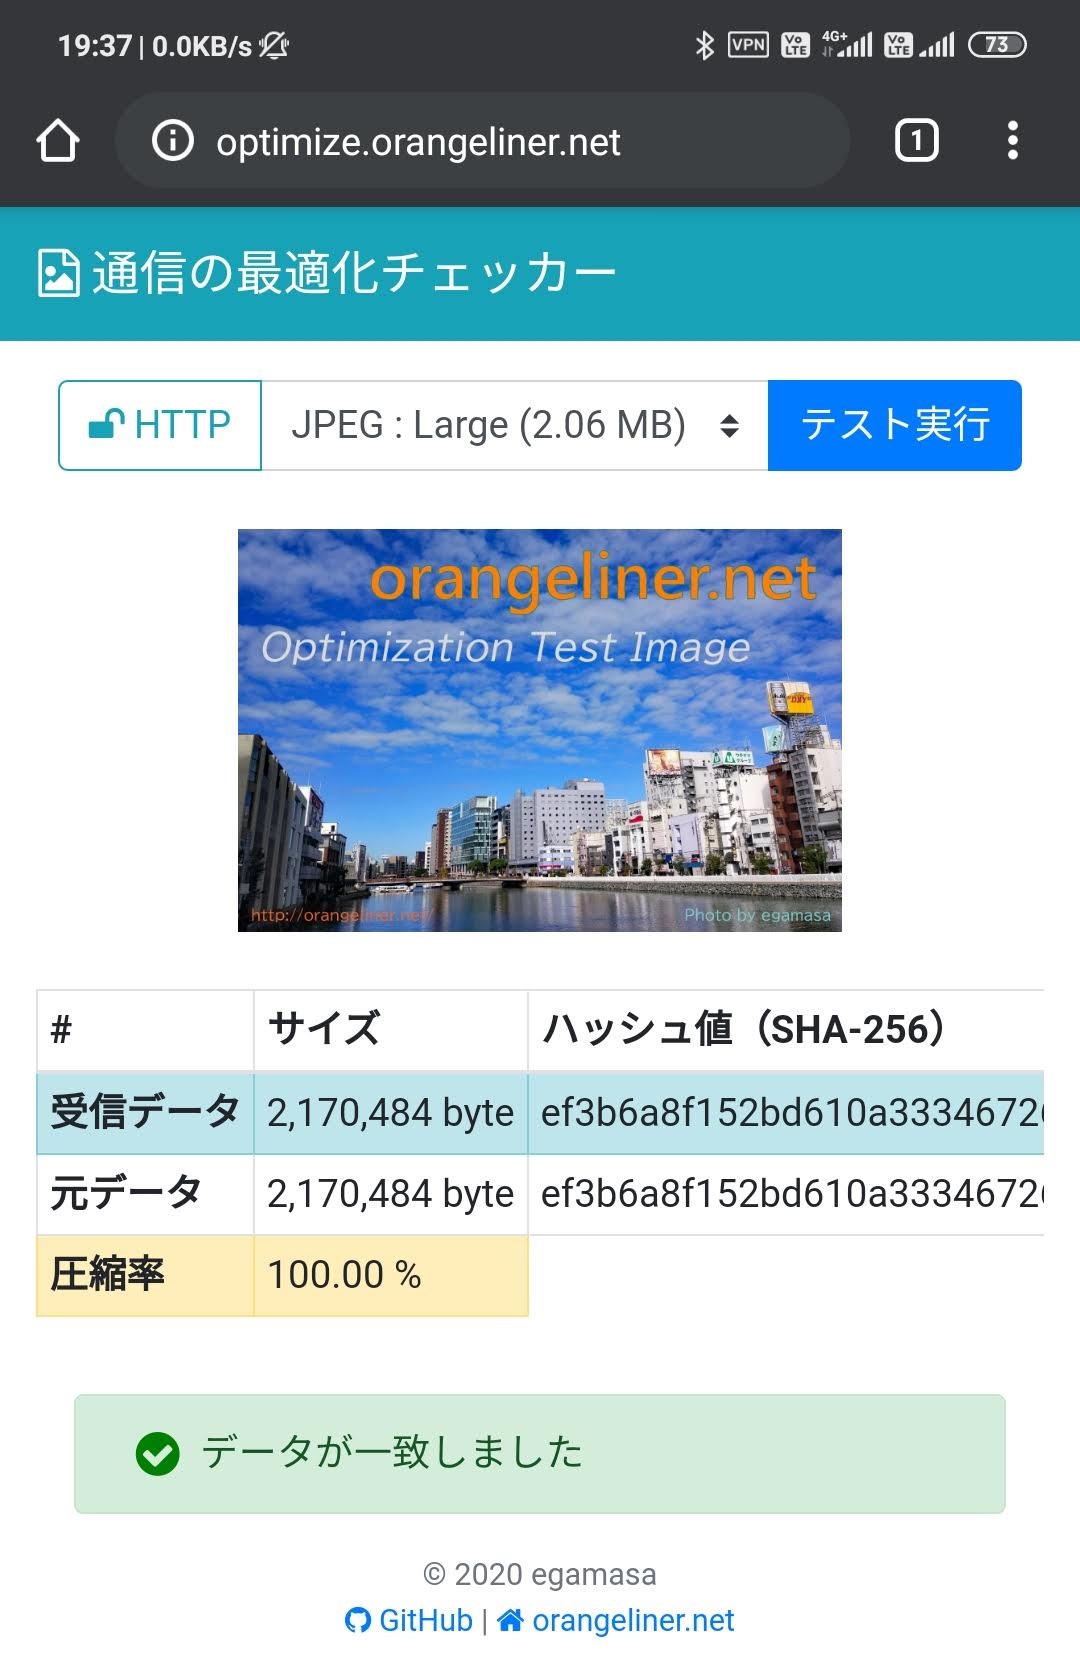 19:37 | 0.0KB/s
VPN Vo LTE 4G+ Vo LTE 73
optimize.orangeliner.net
1
通信の最適化チェッカー
HTTP JPEG : Large (2.06 MB) テスト実行
orangeliner.net
Optimization Test Image
http://orangeliner.net/ Photo by egamasa
# サイズ ハッシュ値（SHA-256）
受信データ 2,170,484 byte ef3b6a8f152bd610a3334672
元データ 2,170,484 byte ef3b6a8f152bd610a3334672
圧縮率 100.00 %
データが一致しました
© 2020 egamasa
GitHub | orangeliner.net